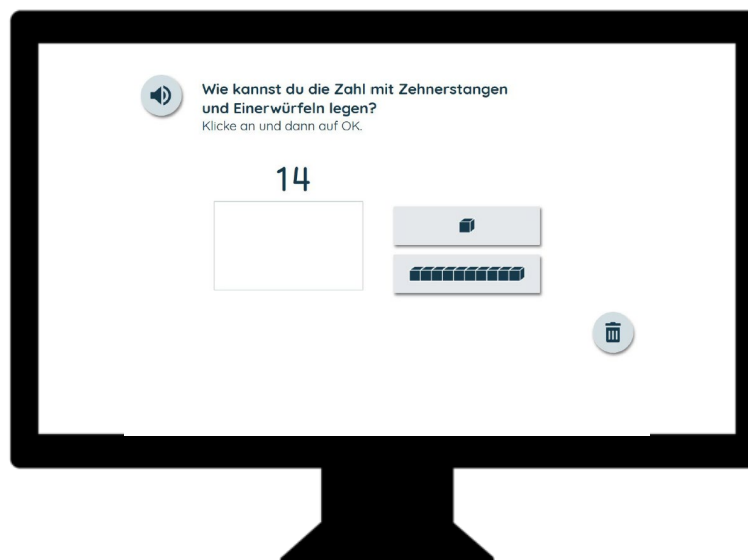 Wie kannst du die Zahl mit Zehnerstangen
und Einerwürfeln legen?
Klicke an und dann auf OK.
14